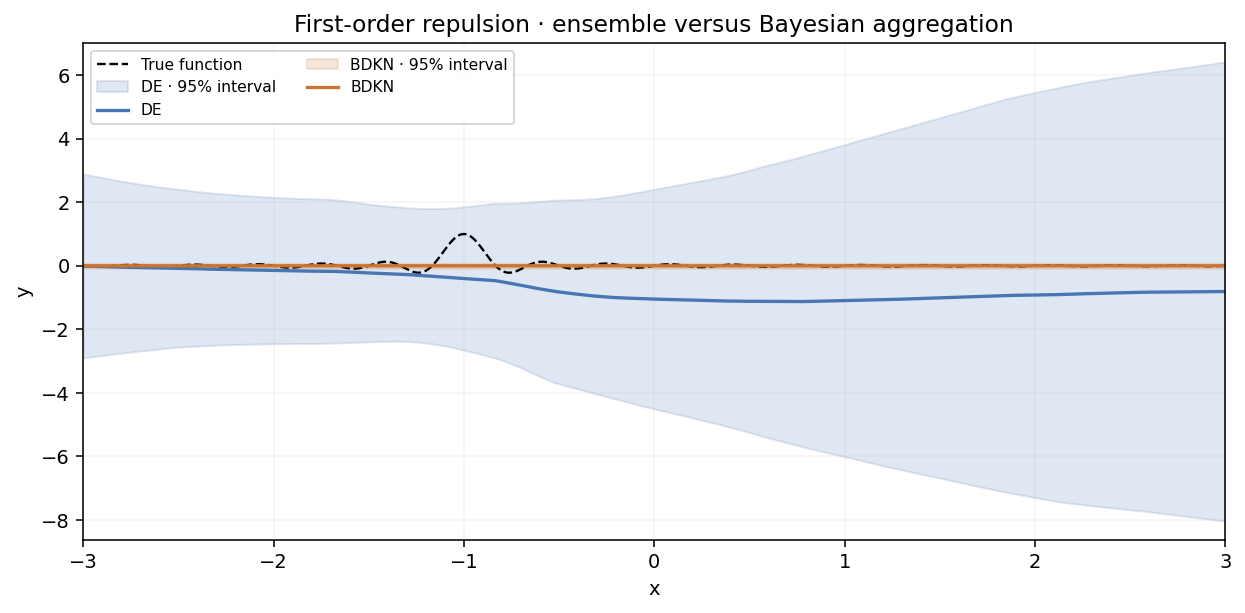 First-order repulsion · ensemble versus Bayesian aggregation
True function
DE · 95% interval
DE
BDKN · 95% interval
BDKN
y
6
4
2
0
−2
−4
−6
−8
−3
−2
−1
0
1
2
3
x